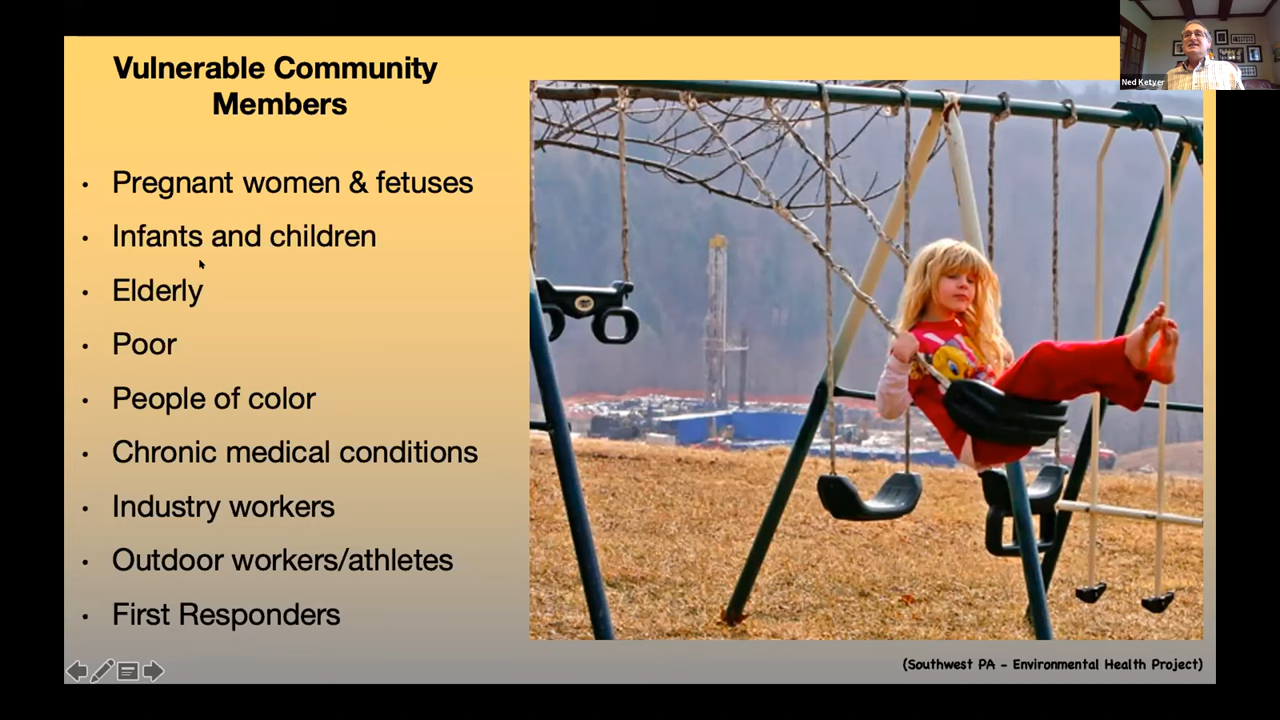 Vulnerable Community
Members
• Pregnant women & fetuses
• Infants and children
• Elderly
• Poor
• People of color
• Chronic medical conditions
• Industry workers
• Outdoor workers/athletes
• First Responders
(Southwest PA - Environmental Health Project)
Ned Ketyer